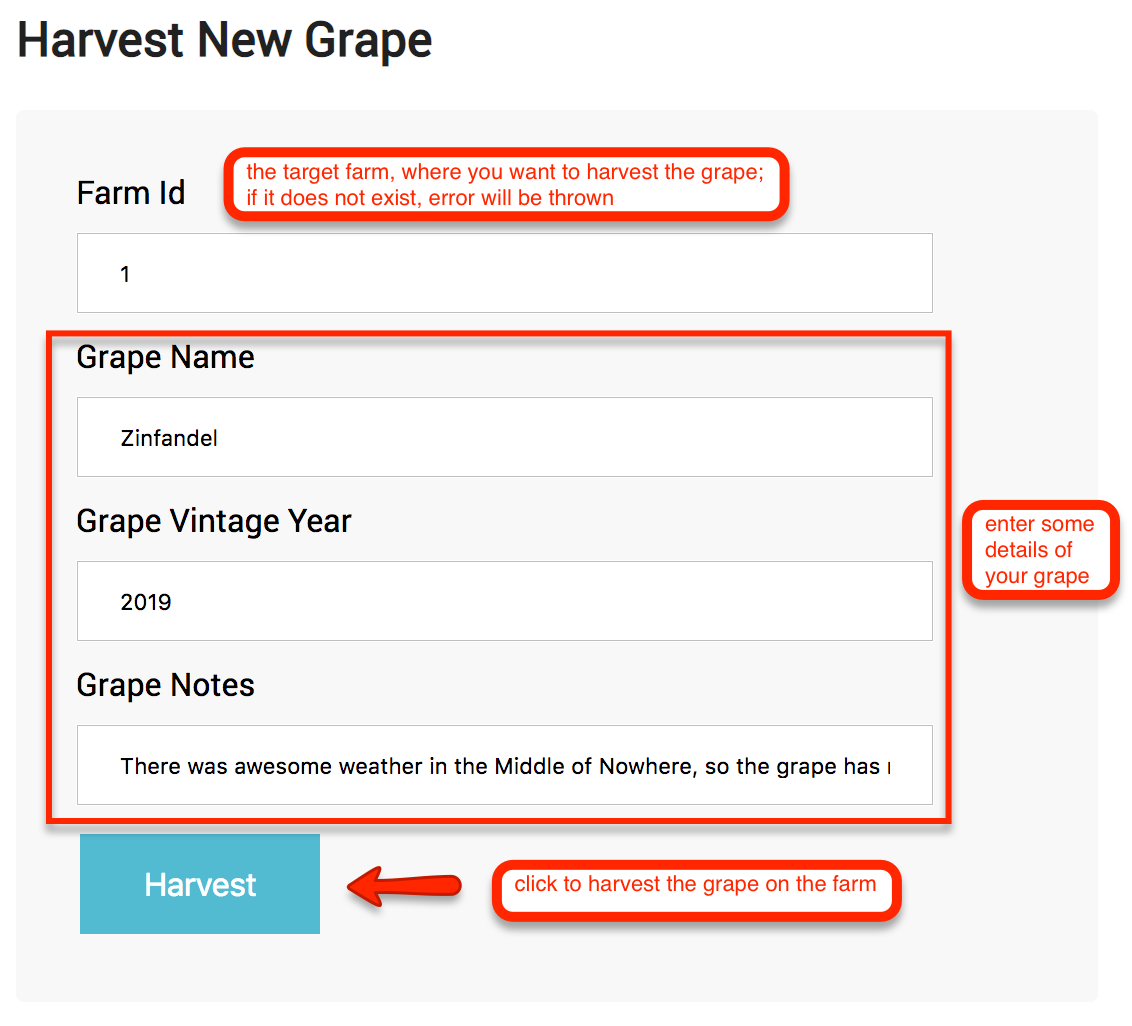 Harvest New Grape
the target farm, where you want to harvest the grape;
if it does not exist, error will be thrown
Farm Id
1
Grape Name
Zinfandel
Grape Vintage Year
2019
enter some
details of
your grape
Grape Notes
There was awesome weather in the Middle of Nowhere, so the grape has
Harvest
click to harvest the grape on the farm